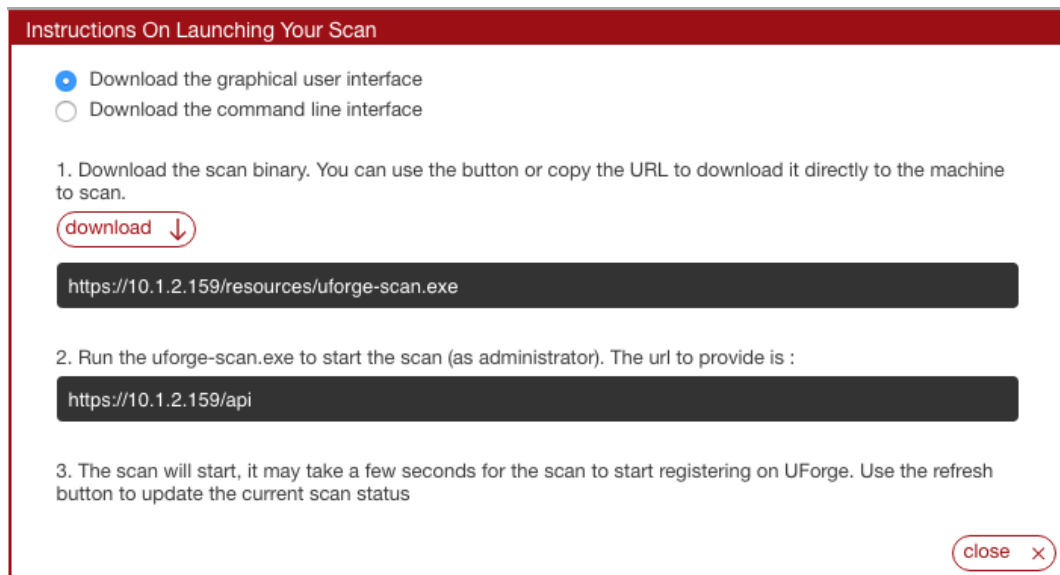 Instructions On Launching Your Scan
Download the graphical user interface
Download the command line interface
1. Download the scan binary. You can use the button or copy the URL to download it directly to the machine
to scan.
download
https://10.1.2.159/resources/uforge-scan.exe
2. Run the uforge-scan.exe to start the scan (as administrator). The url to provide is :
https://10.1.2.159/api
3. The scan will start, it may take a few seconds for the scan to start registering on UForge. Use the refresh
button to update the current scan status
close